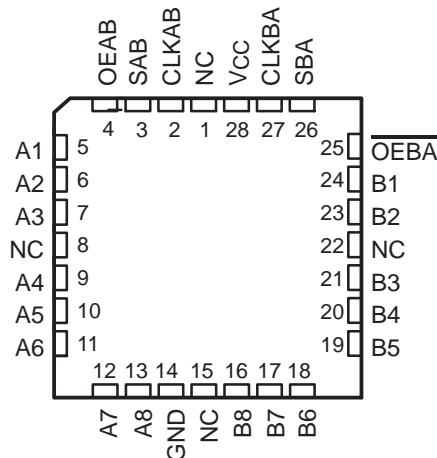 OEAB SAB CLKAB NC VCC CLKBA SBA
4 3 2 1 28 27 26
A1 5 25 OEBA
A2 6 24 B1
A3 7 23 B2
NC 8 22 NC
A4 9 21 B3
A5 10 20 B4
A6 11 19 B5
12 13 14 15 16 17 18
A7 A8 GND NC B8 B7 B6